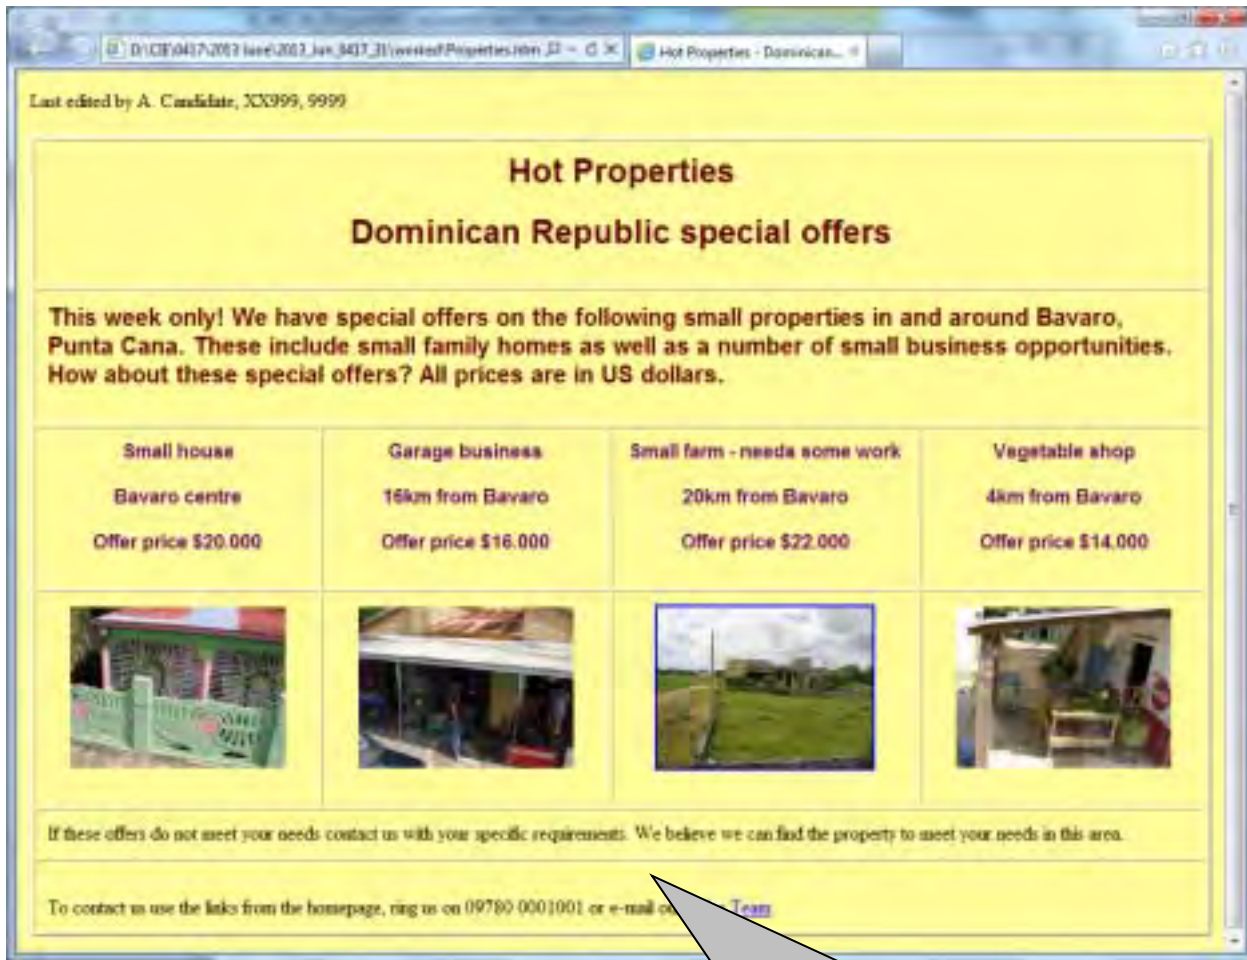 Hot Properties - Dominican...
Last edited by A. Candidate, XX999, 9999
Hot Properties
Dominican Republic special offers
This week only! We have special offers on the following small properties in and around Bavaro,
Punta Cana. These include small family homes as well as a number of small business opportunities.
How about these special offers? All prices are in US dollars.
Small house
Bavaro centre
Offer price $20.000
Garage business
16km from Bavaro
Offer price $16.000
Small farm - needs some work
20km from Bavaro
Offer price $22.000
Vegetable shop
4km from Bavaro
Offer price $14.000
If these offers do not meet your needs contact us with your specific requirements. We believe we can find the property to meet your needs in this area.
To contact us use the links from the homepage, ring us on 09780 0001001 or e-mail Team